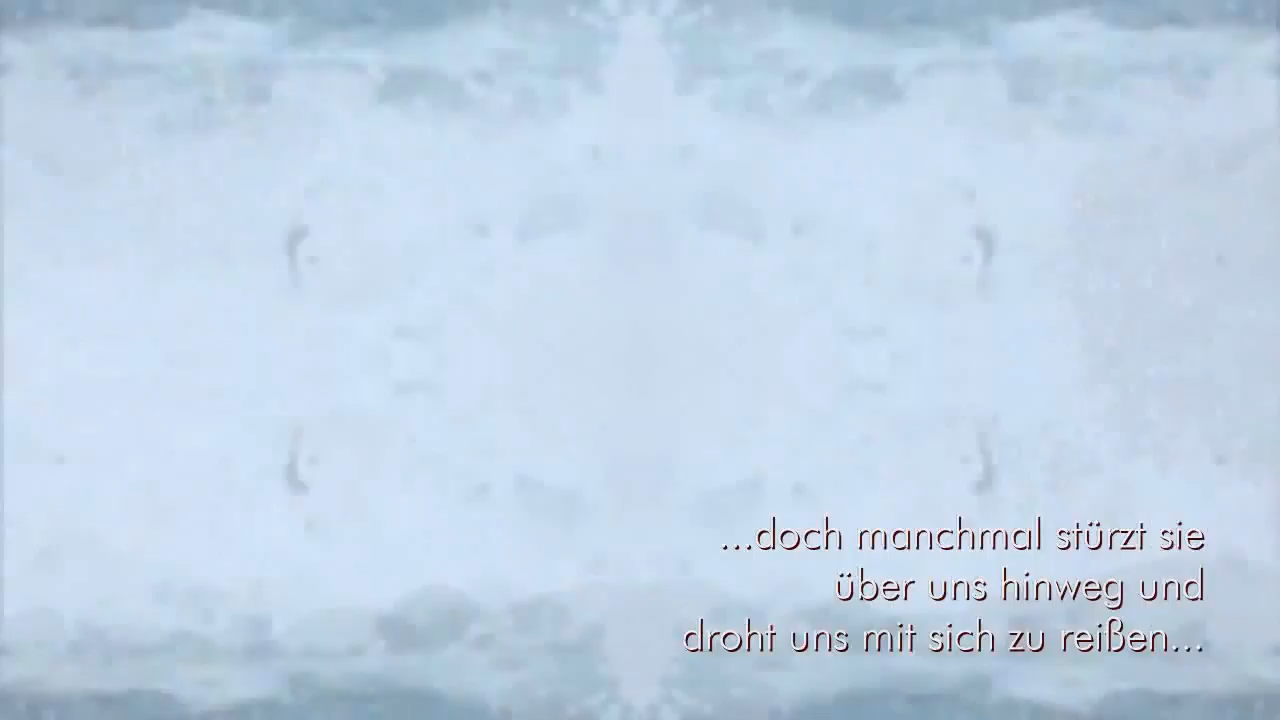 ...doch manchmal stürzt sie
über uns hinweg und
droht uns mit sich zu reißen...